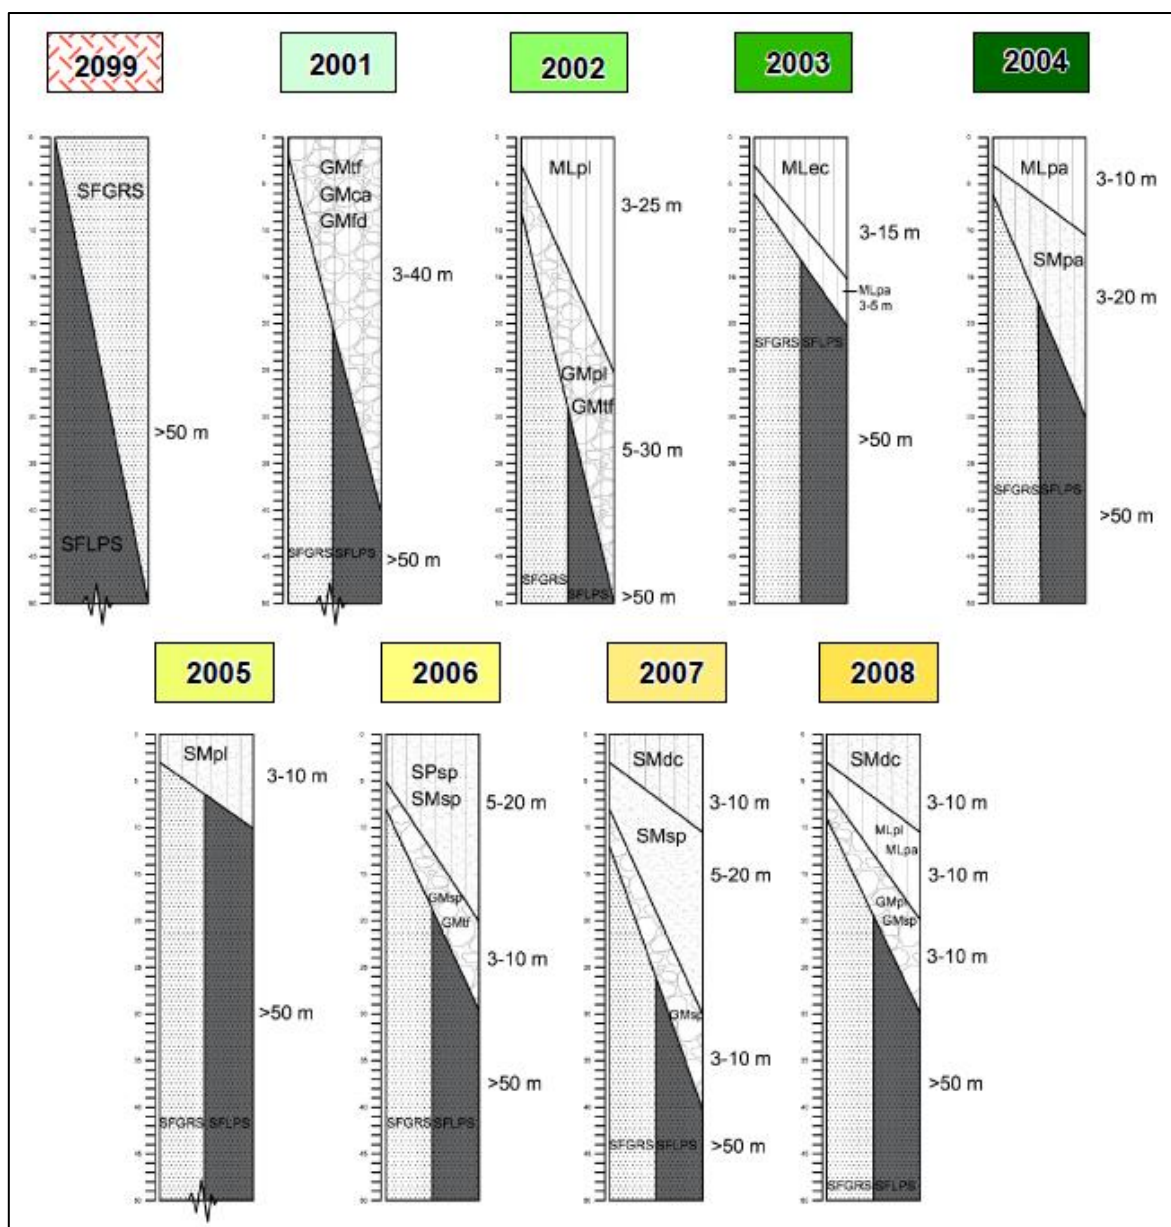 2099
2001
2002
2003
2004
SFGRS
SFLPS
>50 m
GMtf
GMca
GMfd
3-40 m
SFGRS SFLPS
>50 m
MLpl
3-25 m
GMpl
GMtf
5-30 m
SFGRS
SFLPS
>50 m
MLec
3-15 m
MLpa
3-5 m
SFGRS SFLPS
>50 m
MLpa
3-10 m
SMpa
3-20 m
SFGRS SFLPS
>50 m
2005
2006
2007
2008
SMpl
3-10 m
>50 m
SFGRS SFLPS
SPsp
SMsp
5-20 m
GMsp
GMtf
3-10 m
>50 m
SFGRS SFLPS
SMdc
3-10 m
SMsp
5-20 m
GMsp
3-10 m
SFGRS SFLPS
>50 m
SMdc
3-10 m
MLpl
MLpa
3-10 m
GMpl
GMsp
3-10 m
>50 m
SFGRS SFLPS